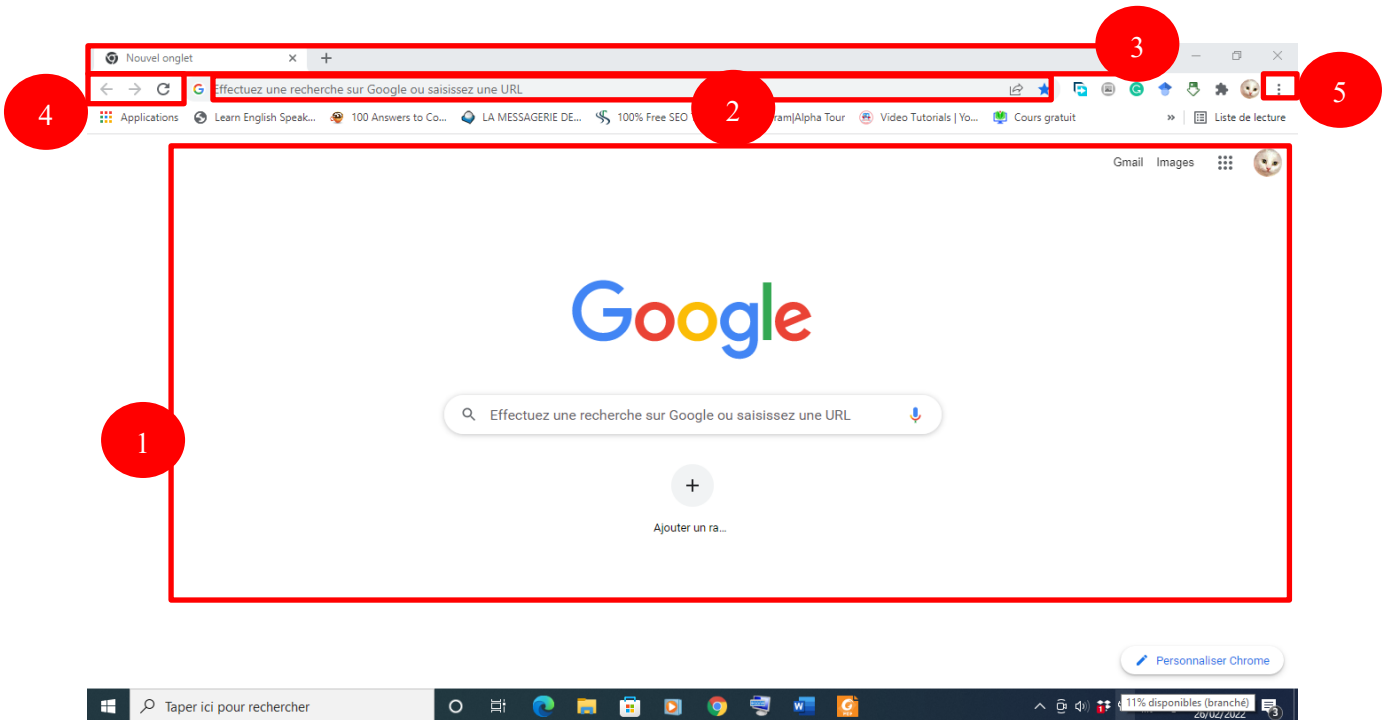 3
Nouvel onglet
4
Effectuez une recherche sur Google ou saisissez une URL
5
2
Applications Learn English Speak... 100 Answers to Co... LA MESSAGERIE DE... 100% Free SEO ram|Alpha Tour Video Tutorials | Yo... Cours gratuit » Liste de lecture
Gmail Images
Google
Effectuez une recherche sur Google ou saisissez une URL
1
Ajouter un ra...
Personnaliser Chrome
Taper ici pour rechercher
11% disponibles (branché)
26/02/2022
3